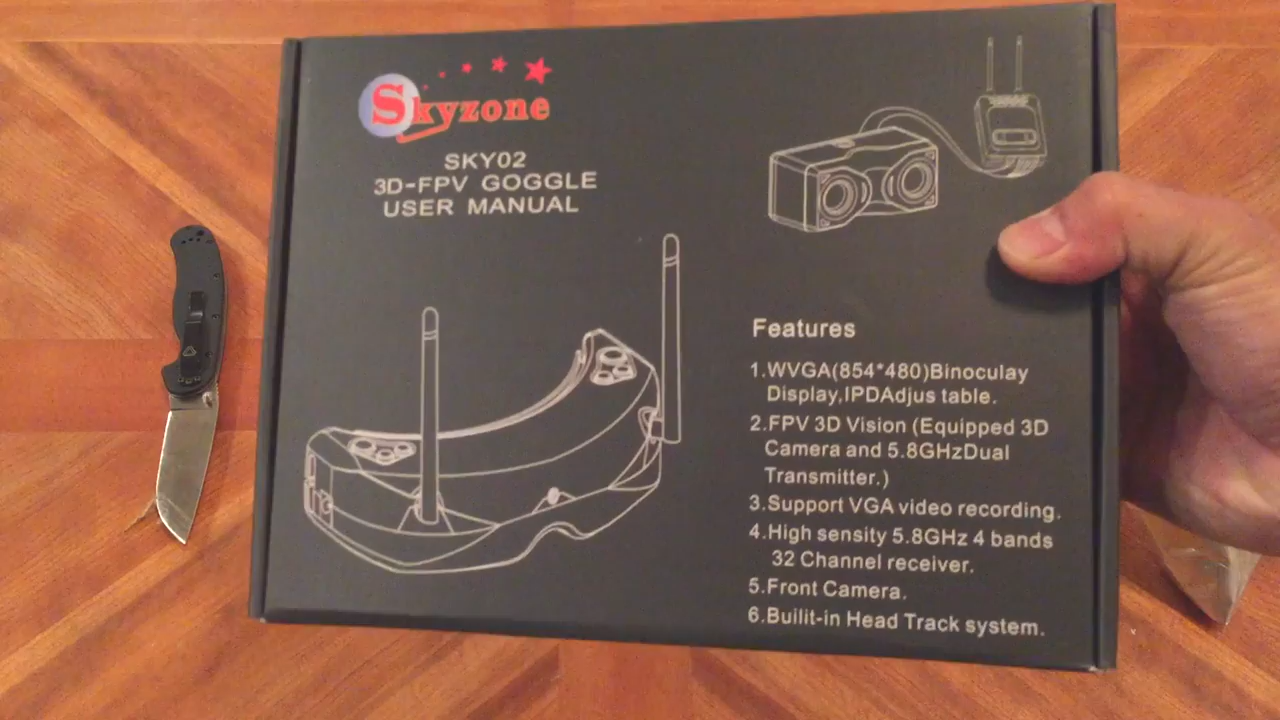 Skyzone
SKY02
3D-FPV GOGGLE
USER MANUAL
Features
1.WVGA(854*480)Binoculay
Display,IPDAdjus table.
2.FPV 3D Vision (Equipped 3D
Camera and 5.8GHzDual
Transmitter.)
3.Support VGA video recording.
4.High sensity 5.8GHz 4 bands
32 Channel receiver.
5.Front Camera.
6.Builit-in Head Track system.